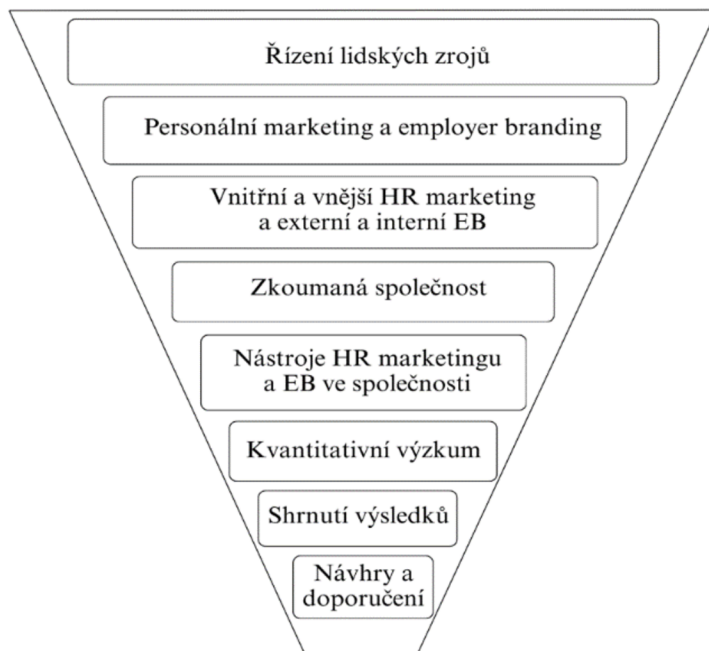 Řízení lidských zrojů
Personální marketing a employer branding
Vnitřní a vnější HR marketing
a externí a interní EB
Zkoumaná společnost
Nástroje HR marketingu
a EB ve společnosti
Kvantitativní výzkum
Shrnutí výsledků
Návhry a
doporučení